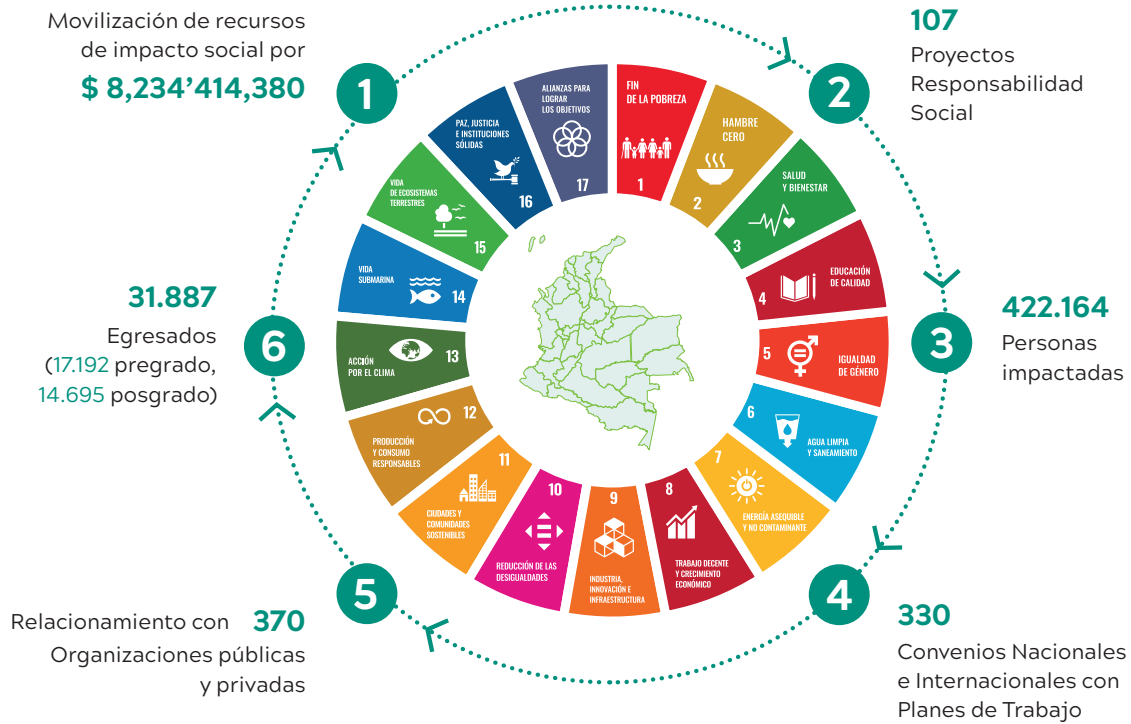 Movilización de recursos
de impacto social por
$ 8,234’414,380
1
107
Proyectos
Responsabilidad
Social
2
422.164
Personas
impactadas
3
330
Convenios Nacionales
e Internacionales con
Planes de Trabajo
4
Relacionamiento con 370
Organizaciones públicas
y privadas
5
31.887
Egresados
(17.192 pregrado,
14.695 posgrado)
6
FIN
DE LA POBREZA
1
HAMBRE
CERO
2
SALUD
Y BIENESTAR
3
EDUCACIÓN
DE CALIDAD
4
IGUALDAD
DE GÉNERO
5
AGUA LIMPIA
Y SANEAMIENTO
6
ENERGÍA ASEQUIBLE
Y NO CONTAMINANTE
7
TRABAJO DECENTE
Y CRECIMIENTO
ECONÓMICO
8
INDUSTRIA,
INNOVACIÓN E
INFRAESTRUCTURA
9
REDUCCIÓN DE LAS
DESIGUALDADES
10
CIUDADES Y
COMUNIDADES
SOSTENIBLES
11
PRODUCCIÓN
Y CONSUMO
RESPONSABLES
12
ACCIÓN
POR EL CLIMA
13
VIDA
SUBMARINA
14
VIDA
DE ECOSISTEMAS
TERRESTRES
15
PAZ, JUSTICIA
E INSTITUCIONES
SÓLIDAS
16
ALIANZAS PARA
LOGRAR
LOS OBJETIVOS
17